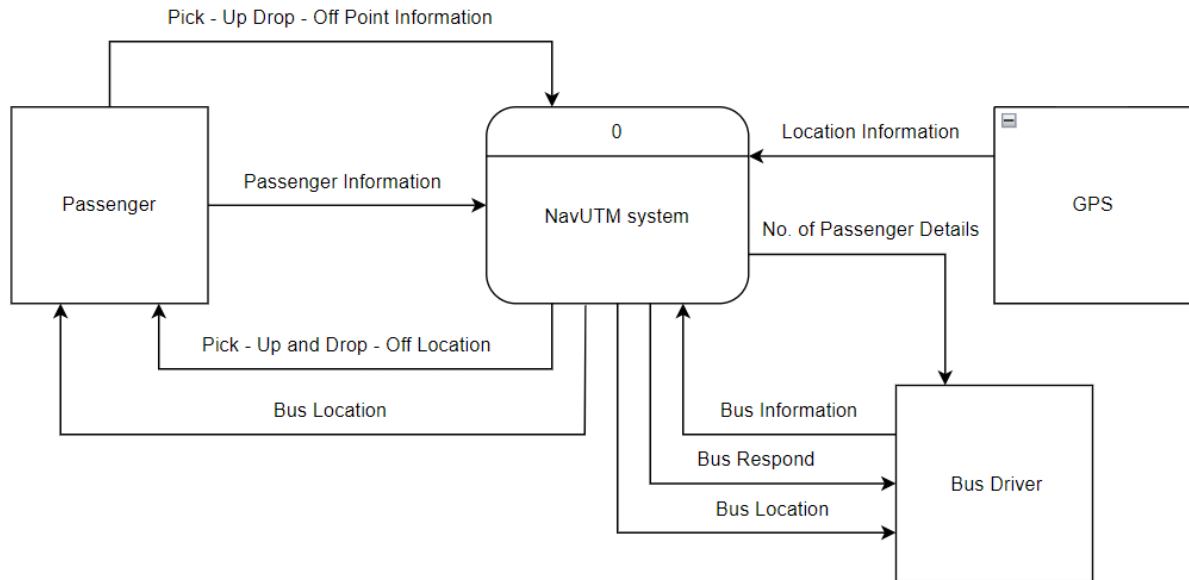 Pick - Up Drop - Off Point Information
0
Location Information
Passenger Information
Passenger
NavUTM system
GPS
No. of Passenger Details
Pick - Up and Drop - Off Location
Bus Location
Bus Information
Bus Respond
Bus Driver
Bus Location